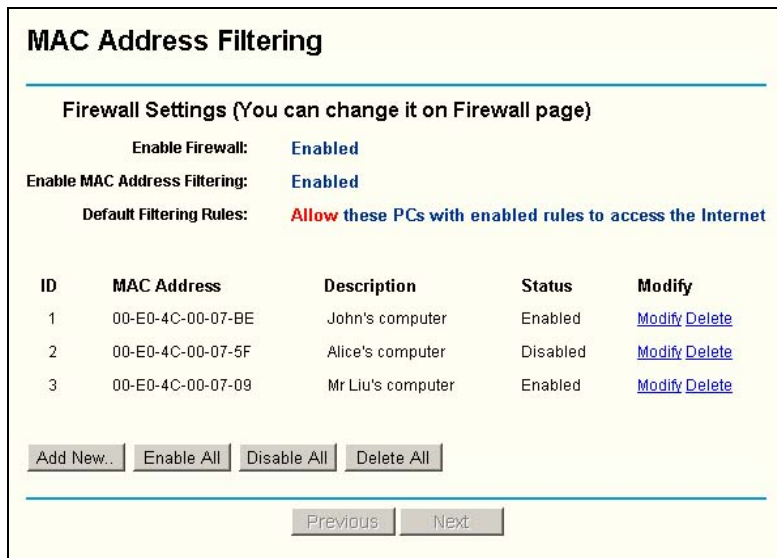 MAC Address Filtering
Firewall Settings (You can change it on Firewall page)
Enable Firewall: Enabled
Enable MAC Address Filtering: Enabled
Default Filtering Rules: Allow these PCs with enabled rules to access the Internet
ID MAC Address Description Status Modify
1 00-E0-4C-00-07-BE John's computer Enabled Modify Delete
2 00-E0-4C-00-07-5F Alice's computer Disabled Modify Delete
3 00-E0-4C-00-07-09 Mr Liu's computer Enabled Modify Delete
Add New.. Enable All Disable All Delete All
Previous Next